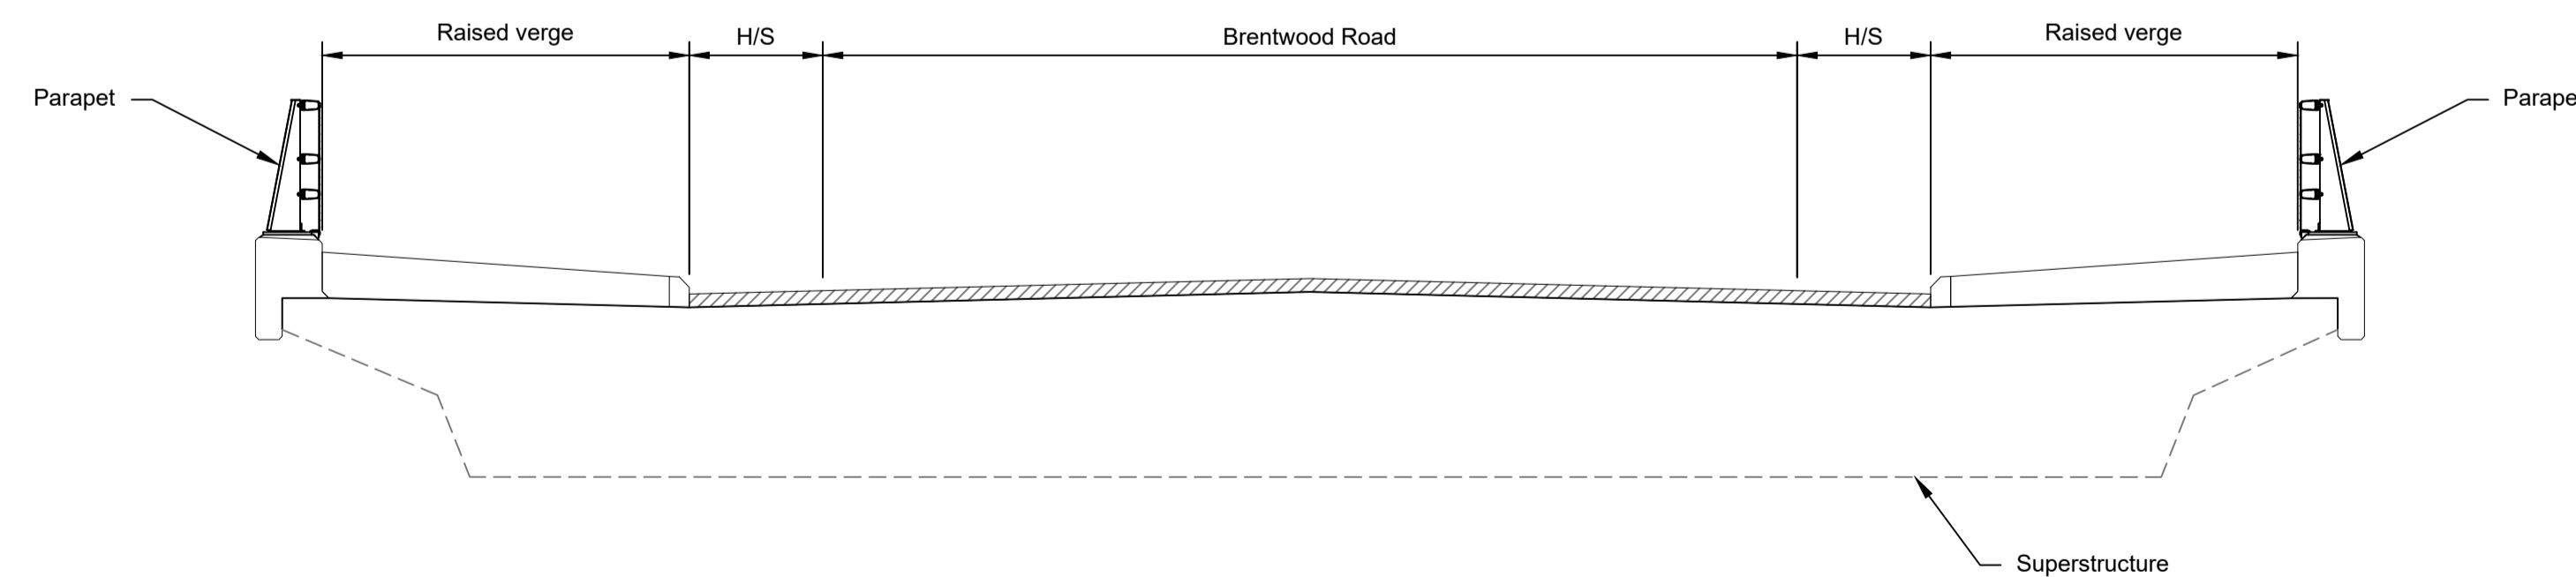 Raised verge
H/S
Brentwood Road
H/S
Raised verge
Parapet
Parape
Superstructure